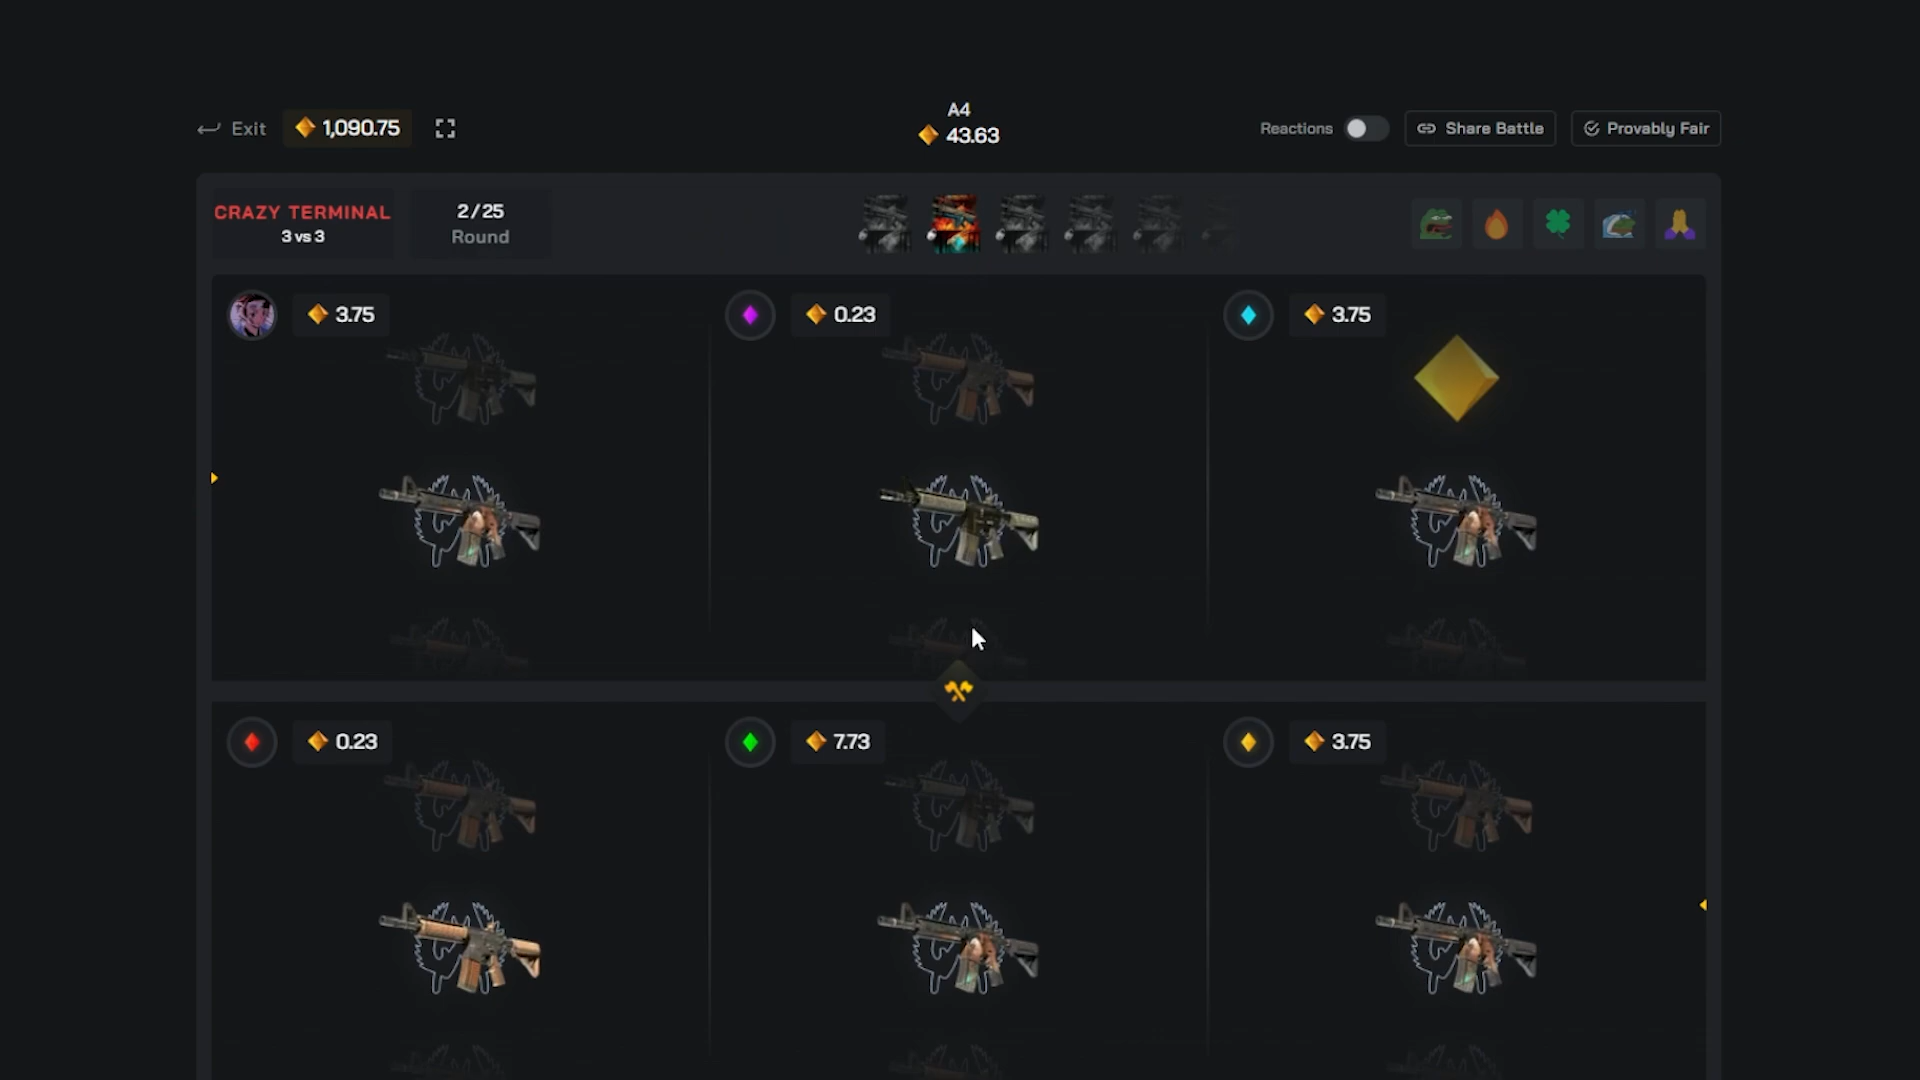 Exit
1,090.75
A4
43.63
Reactions
Share Battle
Provably Fair
CRAZY TERMINAL
3 vs 3
2/25
Round
3.75
0.23
3.75
0.23
7.73
3.75